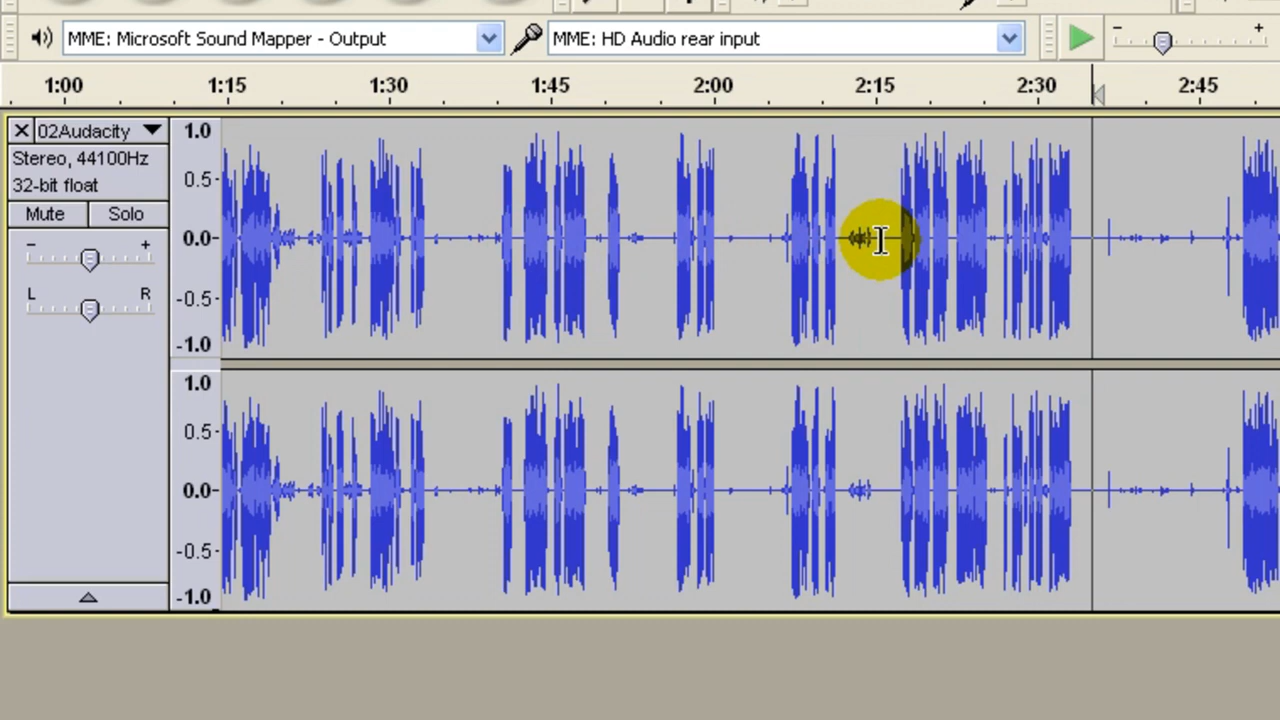 MME: Microsoft Sound Mapper - Output MME: HD Audio rear input - +
1:00 1:15 1:30 1:45 2:00 2:15 2:30 2:45
X 02Audacity 1.0
Stereo, 44100Hz
32-bit float 0.5-
Mute Solo
- + 0.0-
L R -0.5-
-1.0
1.0
0.5-
0.0-
-0.5-
-1.0